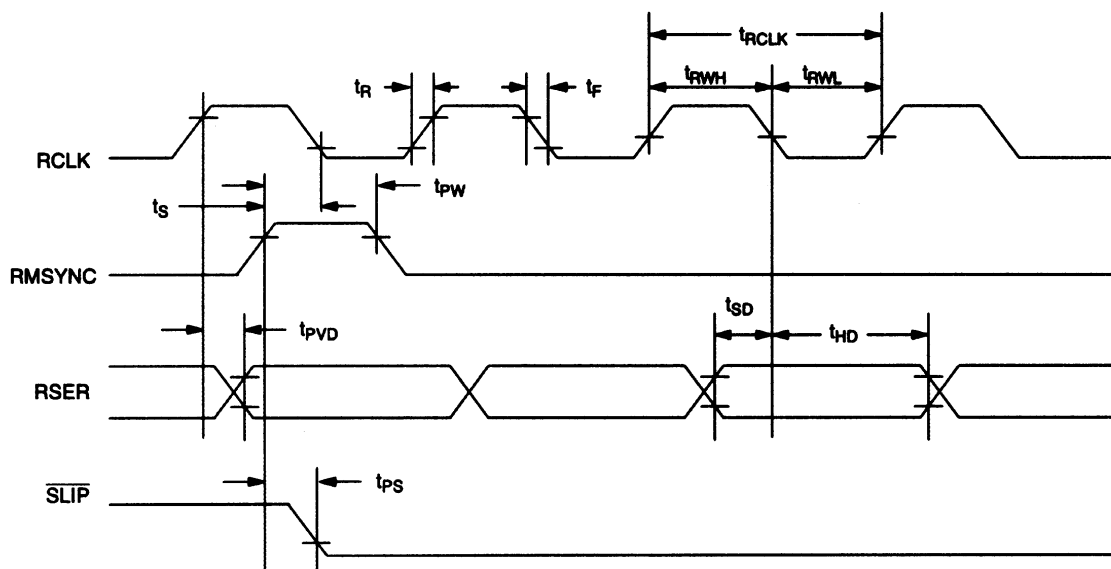 tRCLK
tR
tF
tRWH
tRWL
RCLK
tPW
tS
RMSYNC
tSD
tPVD
tHD
RSER
SLIP
tPS